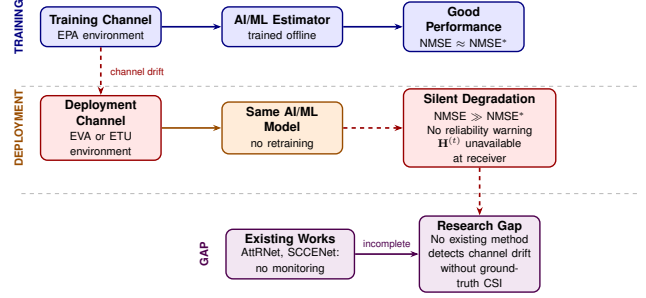 TRAINING
Training Channel
EPA environment
AI/ML Estimator
trained offline
Good
Performance
NMSE ≈ NMSE*
channel drift
DEPLOYMENT
Deployment
Channel
EVA or ETU
environment
Same AI/ML
Model
no retraining
Silent Degradation
NMSE ≫ NMSE*
No reliability warning
H^(t) unavailable
at receiver
GAP
Existing Works
AttRNet, SCCENet:
no monitoring
incomplete
Research Gap
No existing method
detects channel drift
without ground-
truth CSI